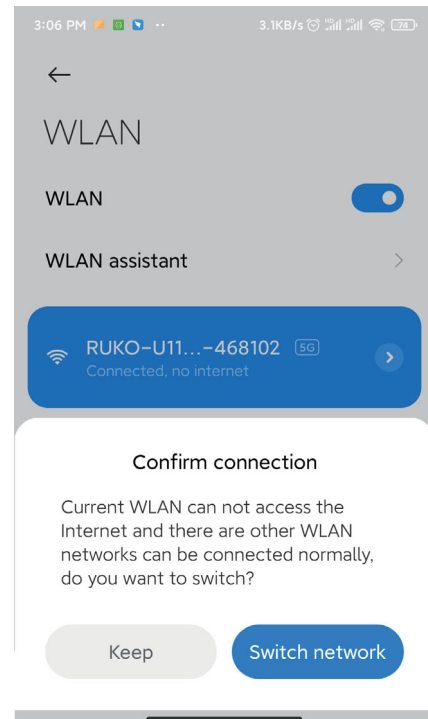 3:06 PM 3.1KB/s HD HD 74
WLAN
WLAN
WLAN assistant
RUKO-U11...-468102 5G
Connected, no internet
Confirm connection
Current WLAN can not access the
Internet and there are other WLAN
networks can be connected normally,
do you want to switch?
Keep Switch network